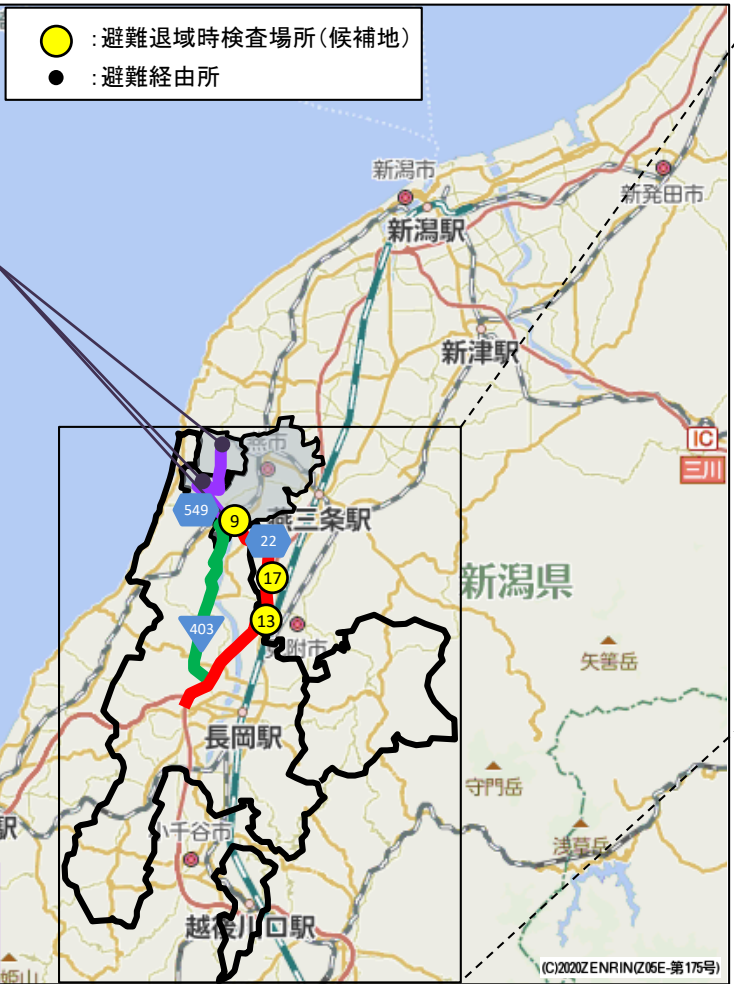 ：避難退域時検査場所（候補地）
：避難経由所
新潟市
新発田市
新潟駅
新津駅
IC
三川
燕市
549
9
燕三条駅
22
17
新潟県
13
403
見附市
矢筈岳
長岡駅
守門岳
浅草岳
駅
小千谷市
越後川口駅
(C)2020ZENRIN(Z05E-第175号)